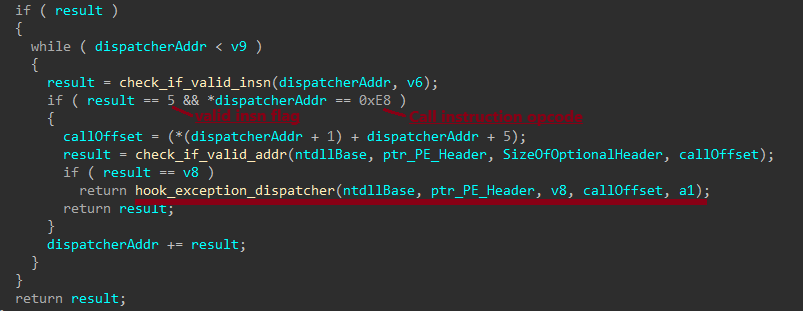 if ( result )
{
while ( dispatcherAddr < v9 )
{
result = check_if_valid_insn(dispatcherAddr, v6);
if ( result == 5 && *dispatcherAddr == 0xE8 )
{ valid insn flag Call instruction opcode
callOffset = (*(dispatcherAddr + 1) + dispatcherAddr + 5);
result = check_if_valid_addr(ntdllBase, ptr_PE_Header, SizeOfOptionalHeader, callOffset);
if ( result == v8 )
return hook_exception_dispatcher(ntdllBase, ptr_PE_Header, v8, callOffset, a1);
return result;
}
dispatcherAddr += result;
}
}
return result;